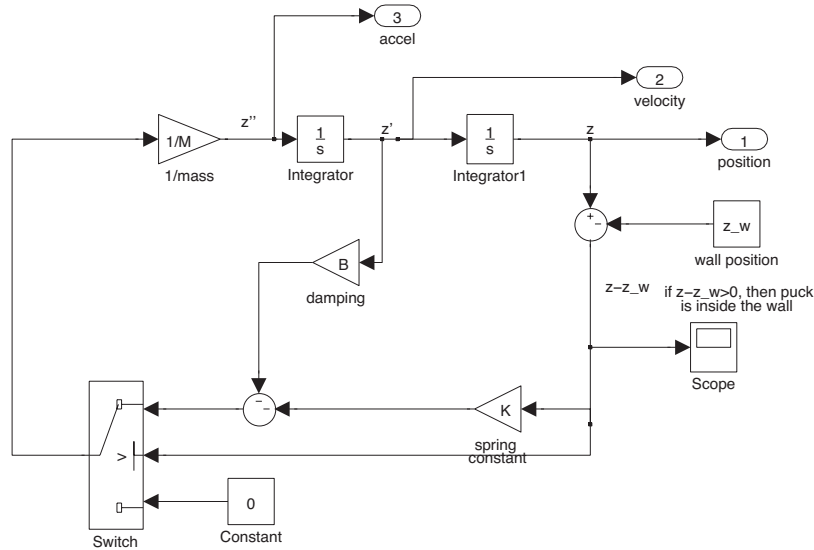 3
accel
2
velocity
z''
1/M
1/mass
1
s
Integrator
z'
1
s
Integrator1
z
1
position
+
−
z_w
wall position
B
damping
z−z_w
if z−z_w>0, then puck
is inside the wall
Scope
−
−
K
spring
constant
>
0
Constant
Switch